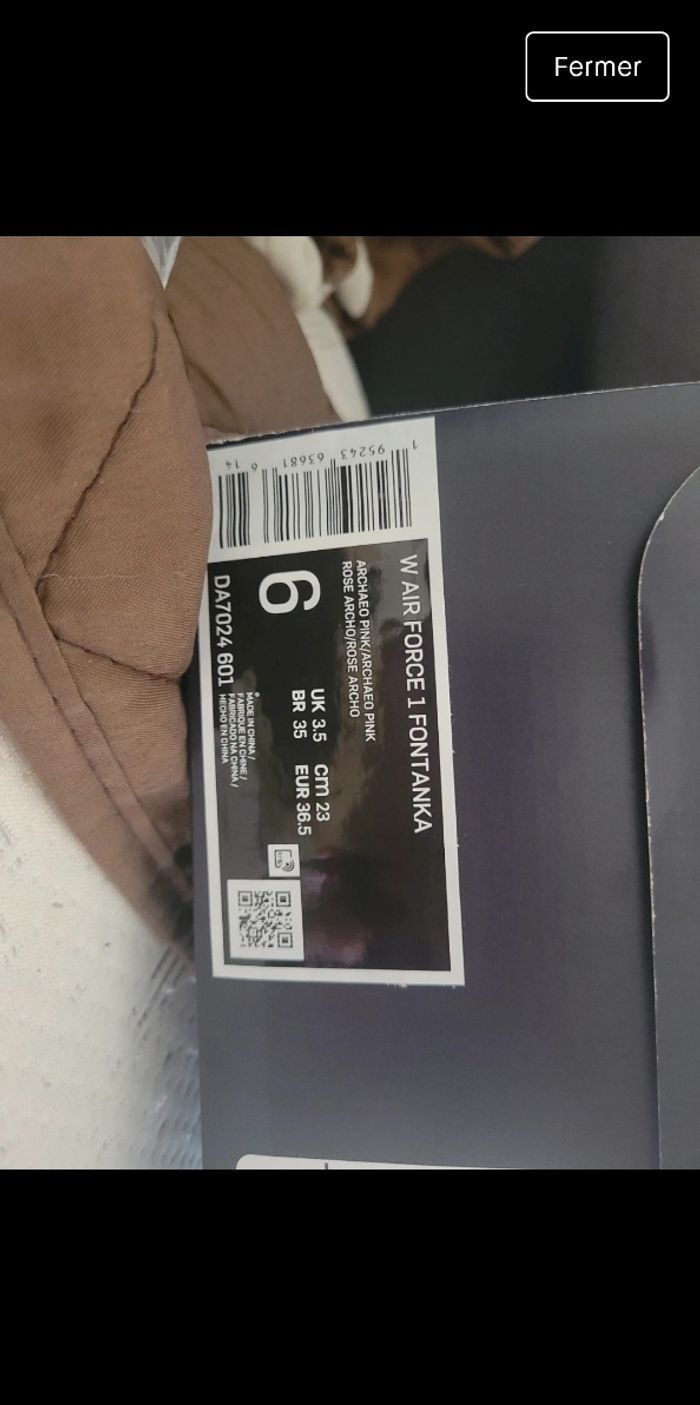 Fermer
1 95243 63681 6 14
W AIR FORCE 1 FONTANKA
ARCHAEO PINK/ARCHAEO PINK
ROSE ARCHO/ROSE ARCHO
6
UK 3.5 cm 23
BR 35 EUR 36.5
DA7024 601
MADE IN CHINA /
FABRIQUE EN CHINE /
FABRICADO NA CHINA /
HECHO EN CHINA